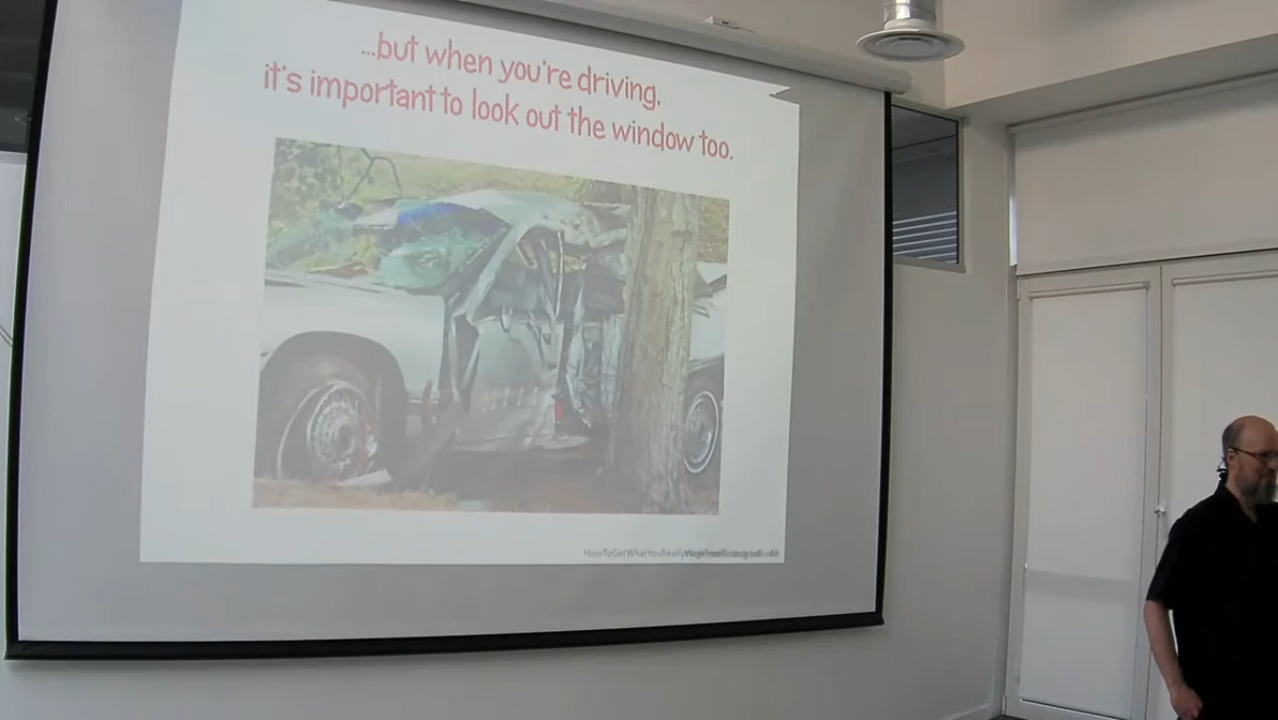 ...but when you're driving,
it's important to look out the window too.